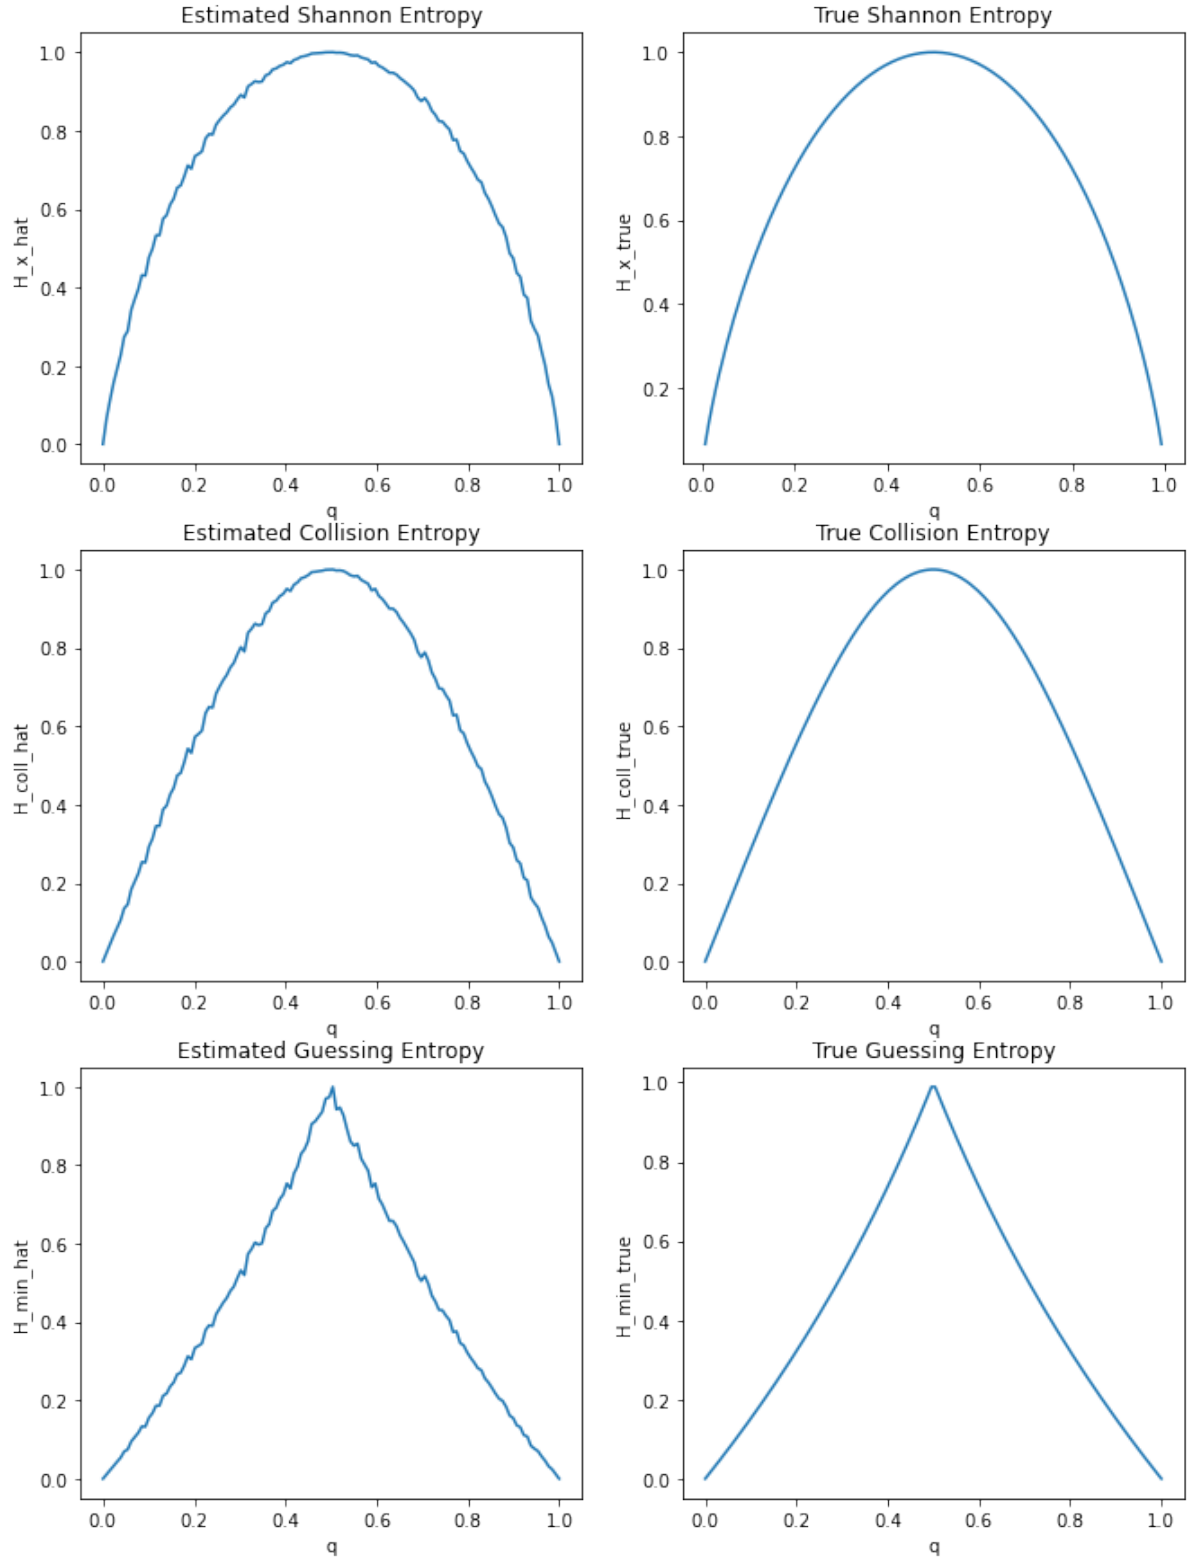 Estimated Shannon Entropy
H_x_hat
1.0
0.8
0.6
0.4
0.2
0.0
0.0 0.2 0.4 0.6 0.8 1.0
q
True Shannon Entropy
H_x_true
1.0
0.8
0.6
0.4
0.2
0.0 0.2 0.4 0.6 0.8 1.0
q
Estimated Collision Entropy
H_coll_hat
1.0
0.8
0.6
0.4
0.2
0.0
0.0 0.2 0.4 0.6 0.8 1.0
q
True Collision Entropy
H_coll_true
1.0
0.8
0.6
0.4
0.2
0.0
0.0 0.2 0.4 0.6 0.8 1.0
q
Estimated Guessing Entropy
H_min_hat
1.0
0.8
0.6
0.4
0.2
0.0
0.0 0.2 0.4 0.6 0.8 1.0
q
True Guessing Entropy
H_min_true
1.0
0.8
0.6
0.4
0.2
0.0
0.0 0.2 0.4 0.6 0.8 1.0
q